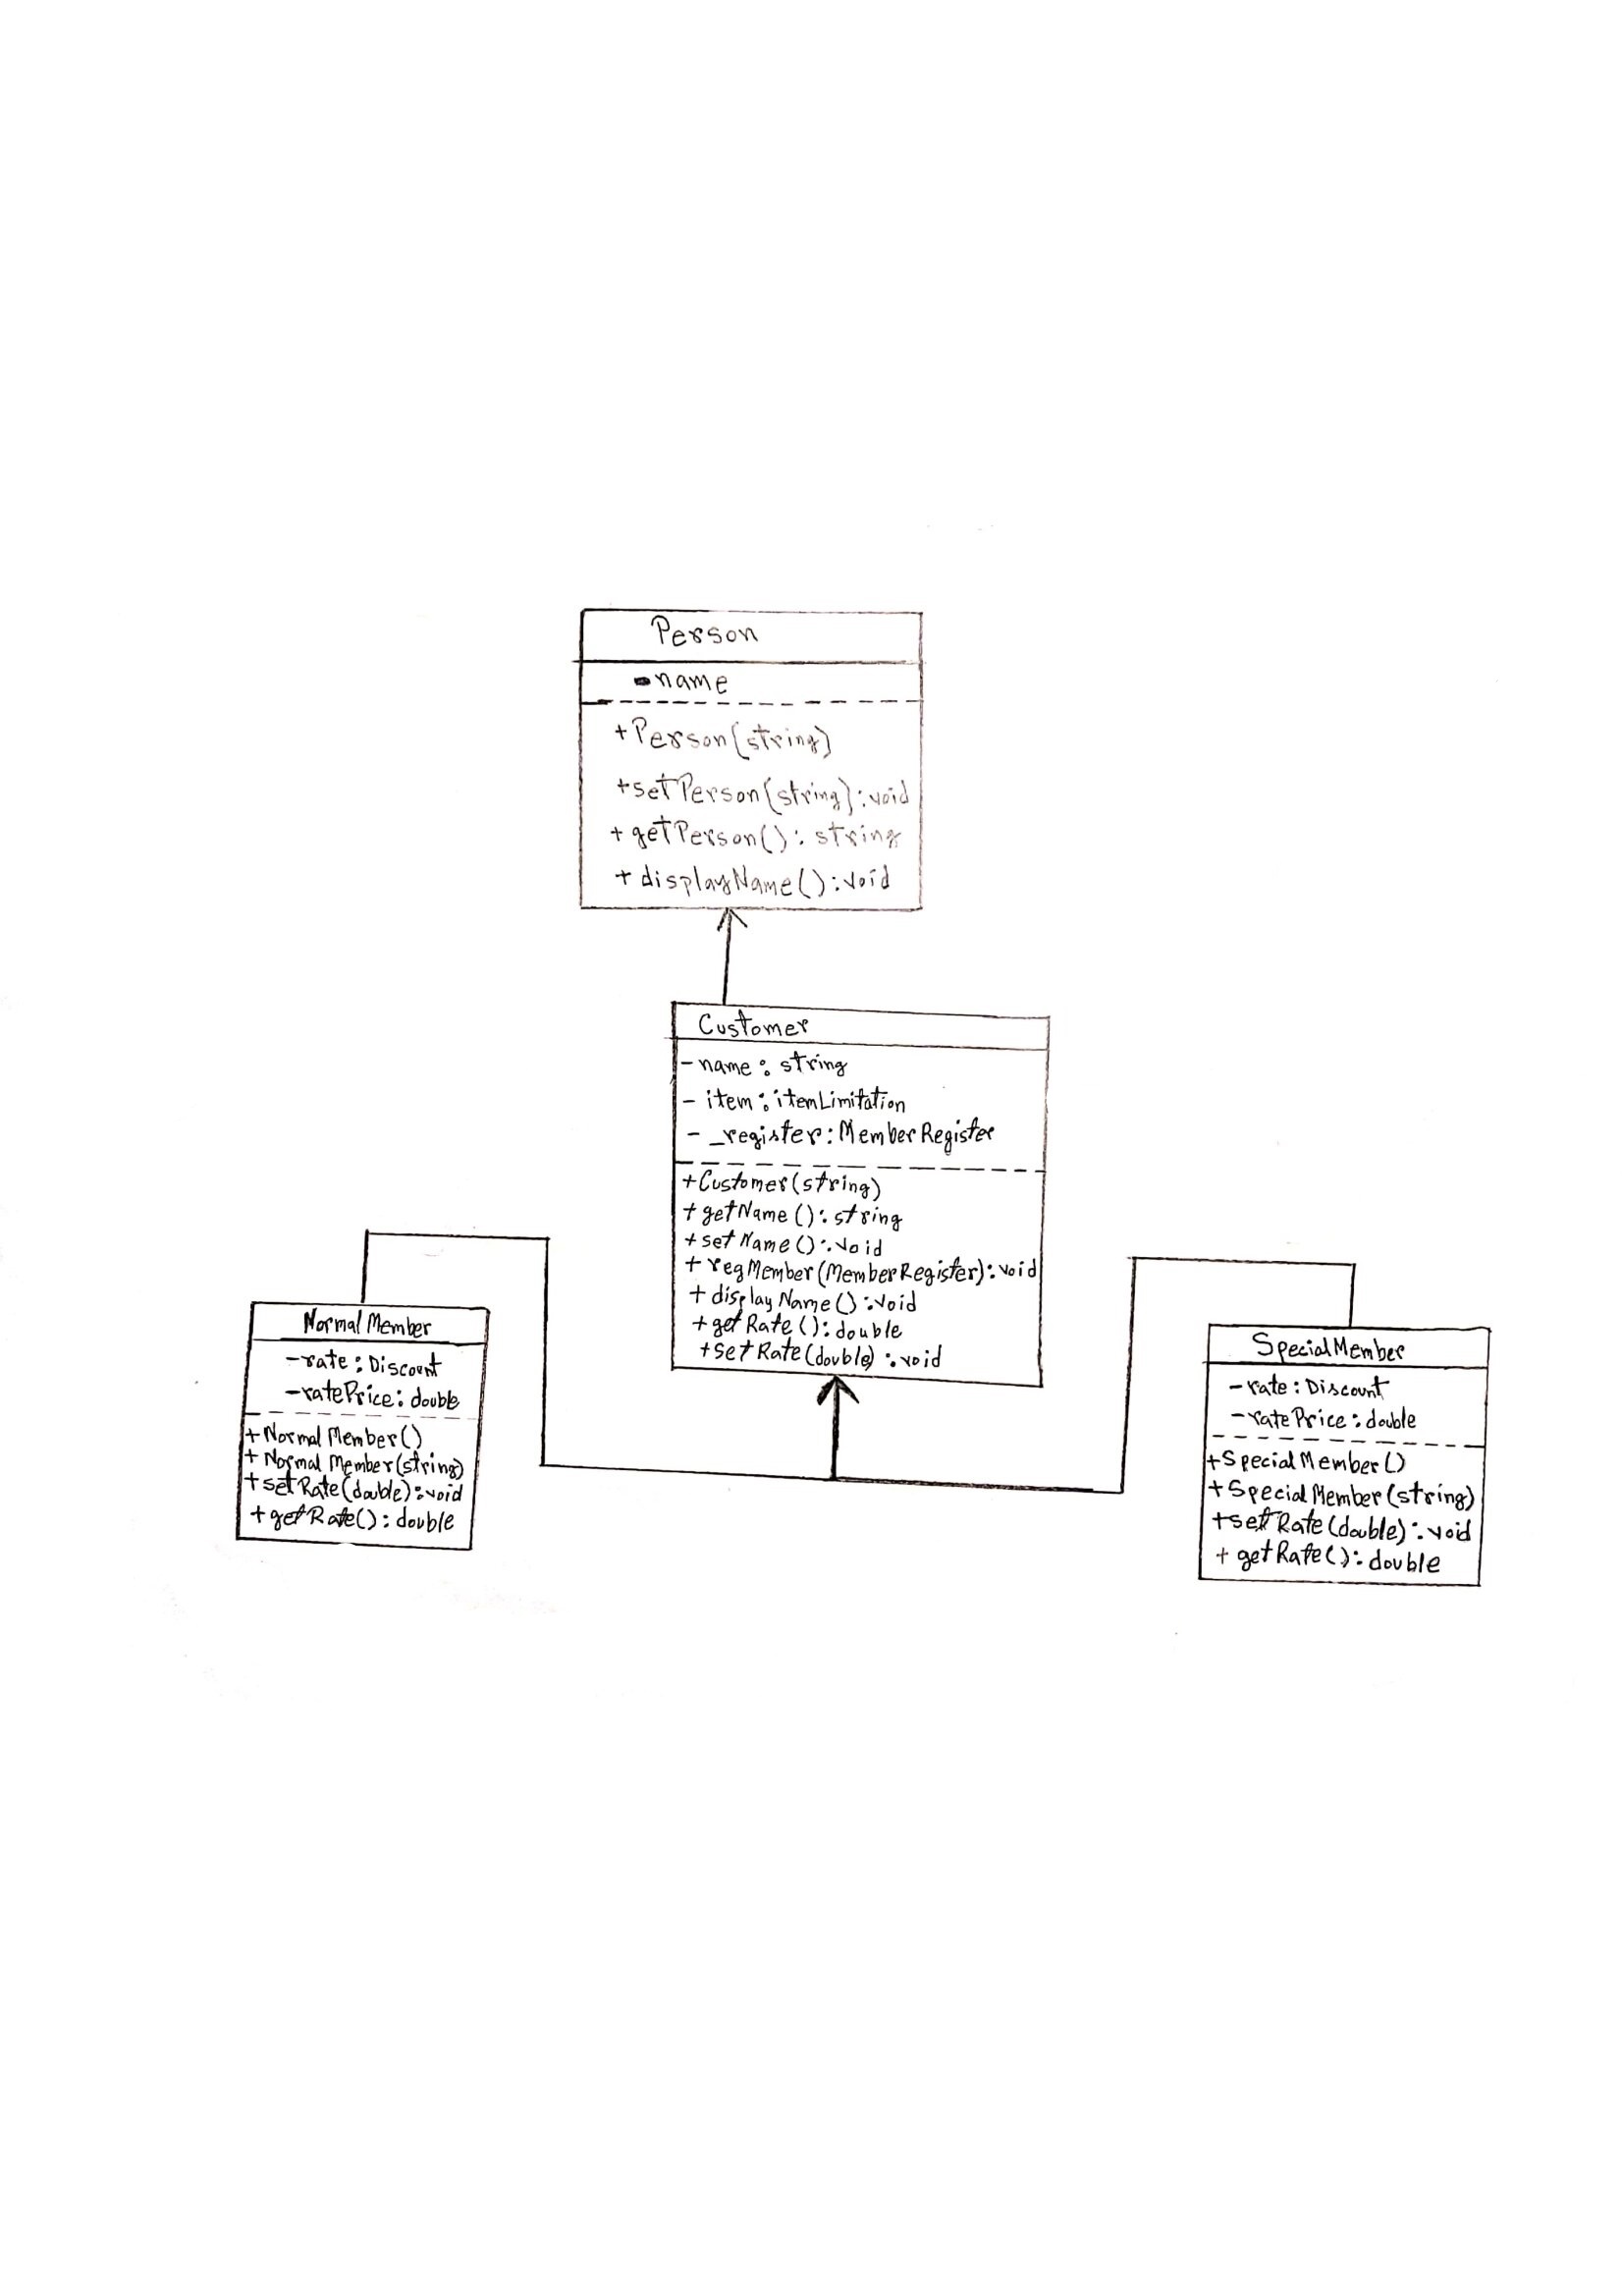 Person
-name
+Person(string)
+setPerson(string):void
+getPerson():string
+displayName():void
Customer
-name:string
-item:itemLimitation
-_register:MemberRegister
+Customer(string)
+getName():string
+setName():void
+regMember(MemberRegister):void
+displayName():void
+getRate():double
+setRate(double):void
NormalMember
-rate:Discount
-ratePrice:double
+NormalMember()
+NormalMember(string)
+setRate(double):void
+getRate():double
SpecialMember
-rate:Discount
-ratePrice:double
+SpecialMember()
+SpecialMember(string)
+setRate(double):void
+getRate():double